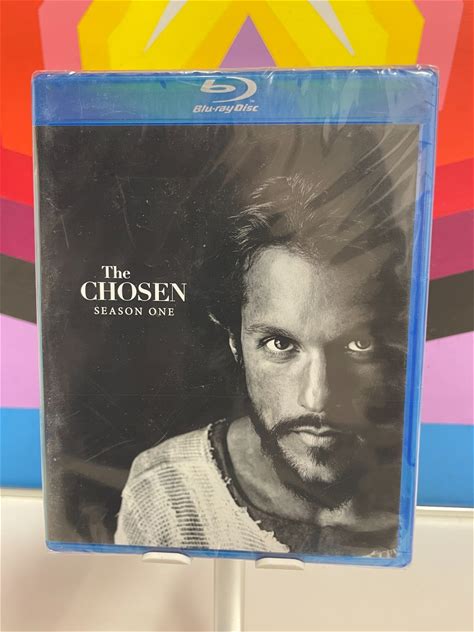 Blu-ray Disc
The
CHOSEN
SEASON ONE